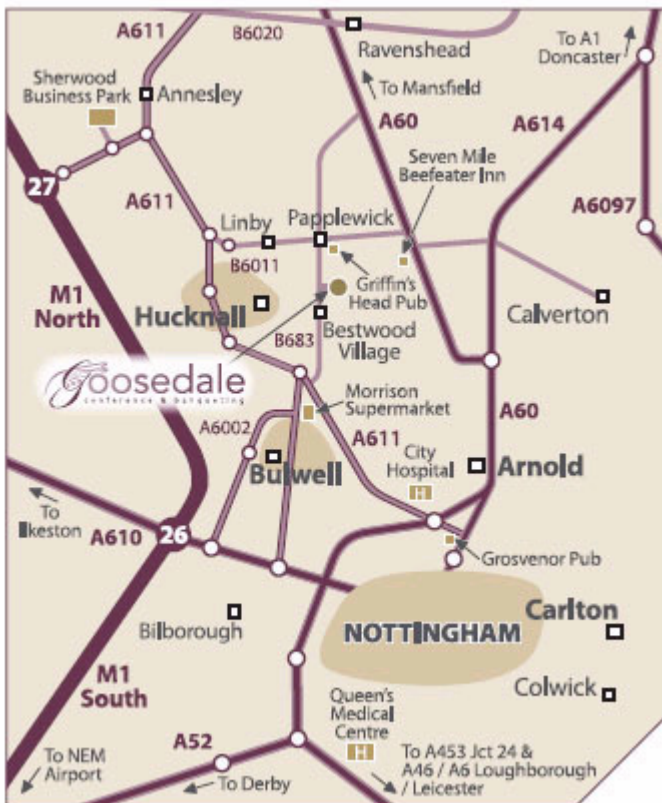 A611
B6020
Ravenshead
To A1
Doncaster
Sherwood
Business Park
Annesley
To Mansfield
A60
A614
Seven Mile
Beefeater Inn
27
A611
Linby
Papplewick
A6097
B6011
Griffin's
Head Pub
M1
North
Hucknall
Calverton
Bestwood
Village
B683
Goosedale
conference & banqueting
Morrison
Supermarket
A60
A6002
A611
City
Hospital
H
Arnold
Bulwell
To
Ilkeston
A610
26
Grosvenor Pub
Bilborough
NOTTINGHAM
Carlton
M1
South
Colwick
Queen's
Medical
Centre
H
A52
To NEM
Airport
To Derby
To A453 Jct 24 &
A46 / A6 Loughborough
/ Leicester